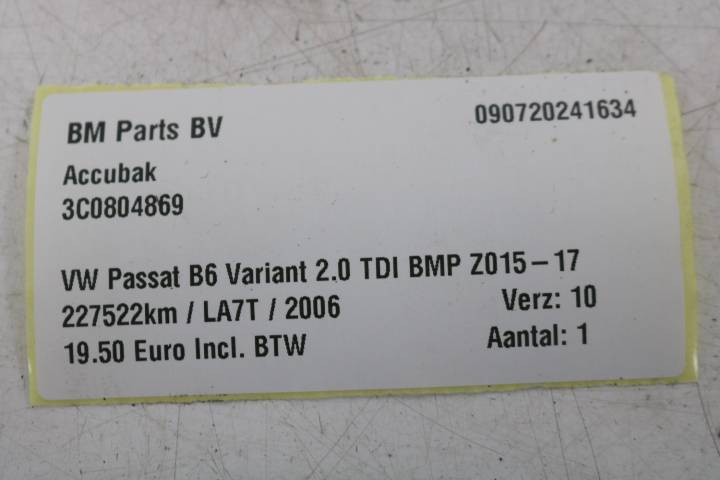 BM Parts BV 090720241634
Accubak
3C0804869
VW Passat B6 Variant 2.0 TDI BMP Z015-17
227522km / LA7T / 2006 Verz: 10
19.50 Euro Incl. BTW Aantal: 1